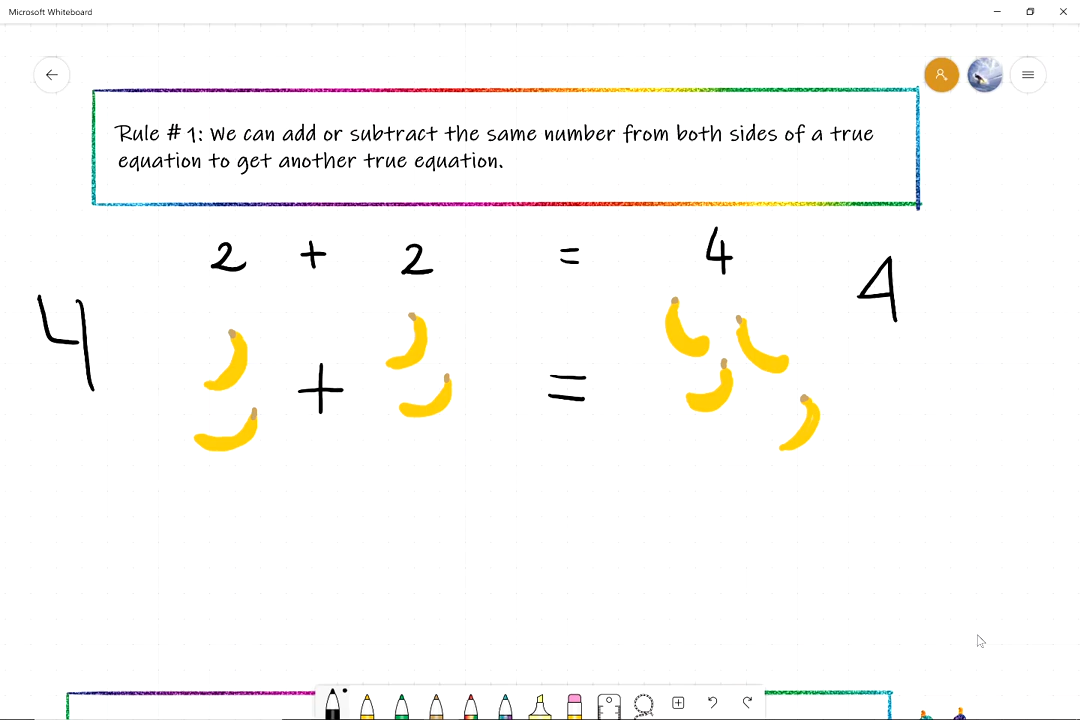 Microsoft Whiteboard
Rule # 1: We can add or subtract the same number from both sides of a true
equation to get another true equation.
2 + 2 = 4
4 4
+ =